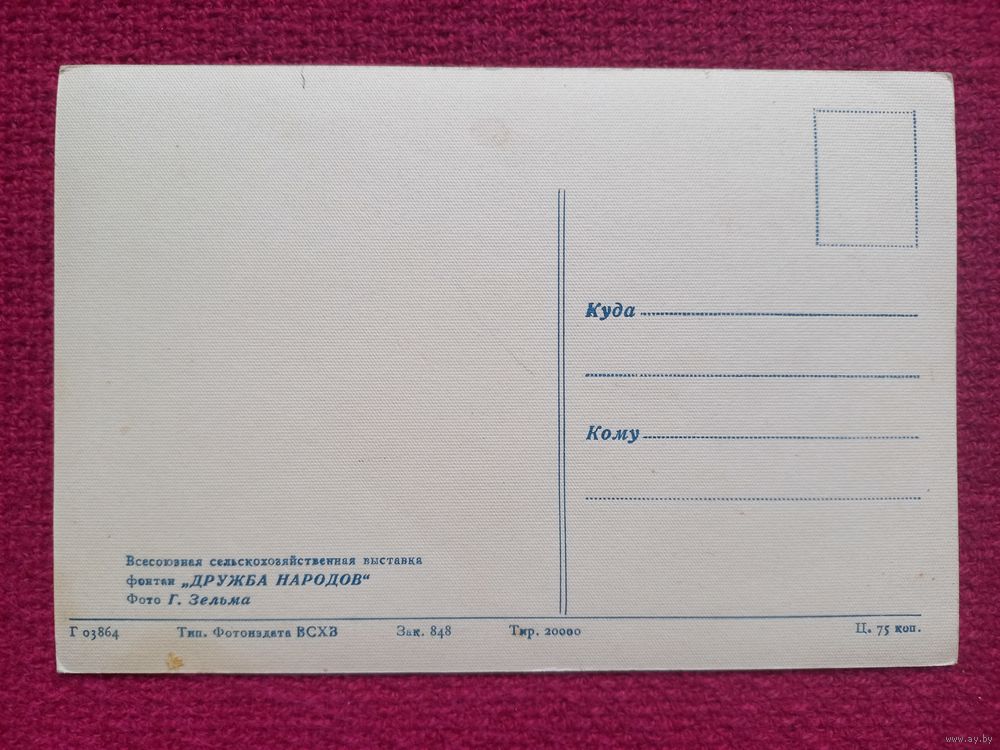 Куда
Кому
Всесоюзная сельскохозяйственная выставка
фонтан „ДРУЖБА НАРОДОВ“
Фото Г. Зельма
Г 03864 Тип. Фотоиздата ВСХВ Зак. 848 Тир. 20000 Ц. 75 коп.
www.ay.by